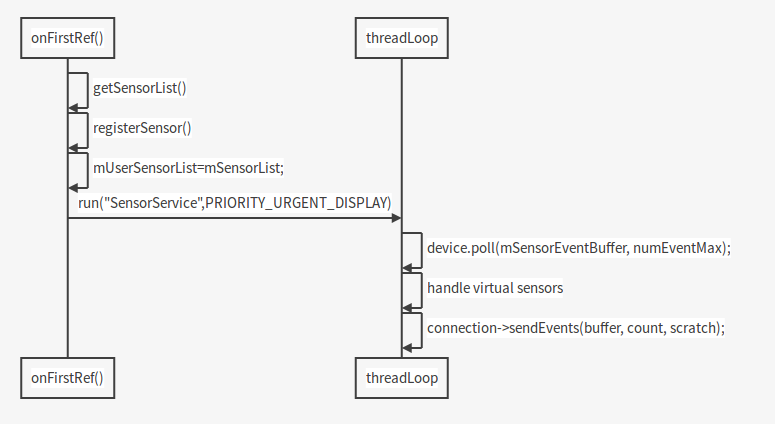 onFirstRef()
threadLoop
getSensorList()
registerSensor()
mUserSensorList=mSensorList;
run("SensorService",PRIORITY_URGENT_DISPLAY)
device.poll(mSensorEventBuffer, numEventMax);
handle virtual sensors
connection->sendEvents(buffer, count, scratch);
onFirstRef()
threadLoop